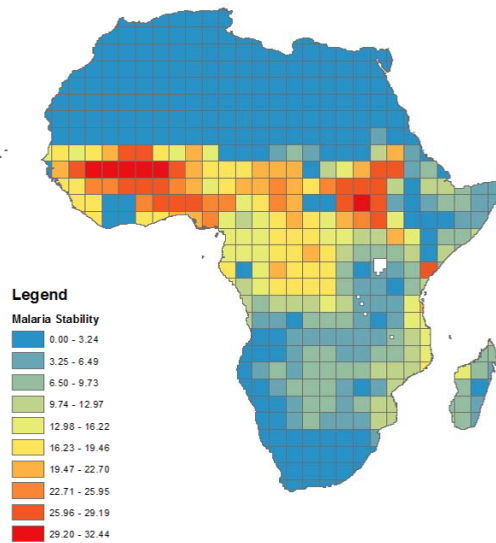 Legend
Malaria Stability
0.00 - 3.24
3.25 - 6.49
6.50 - 9.73
9.74 - 12.97
12.98 - 16.22
16.23 - 19.46
19.47 - 22.70
22.71 - 25.95
25.96 - 29.19
29.20 - 32.44